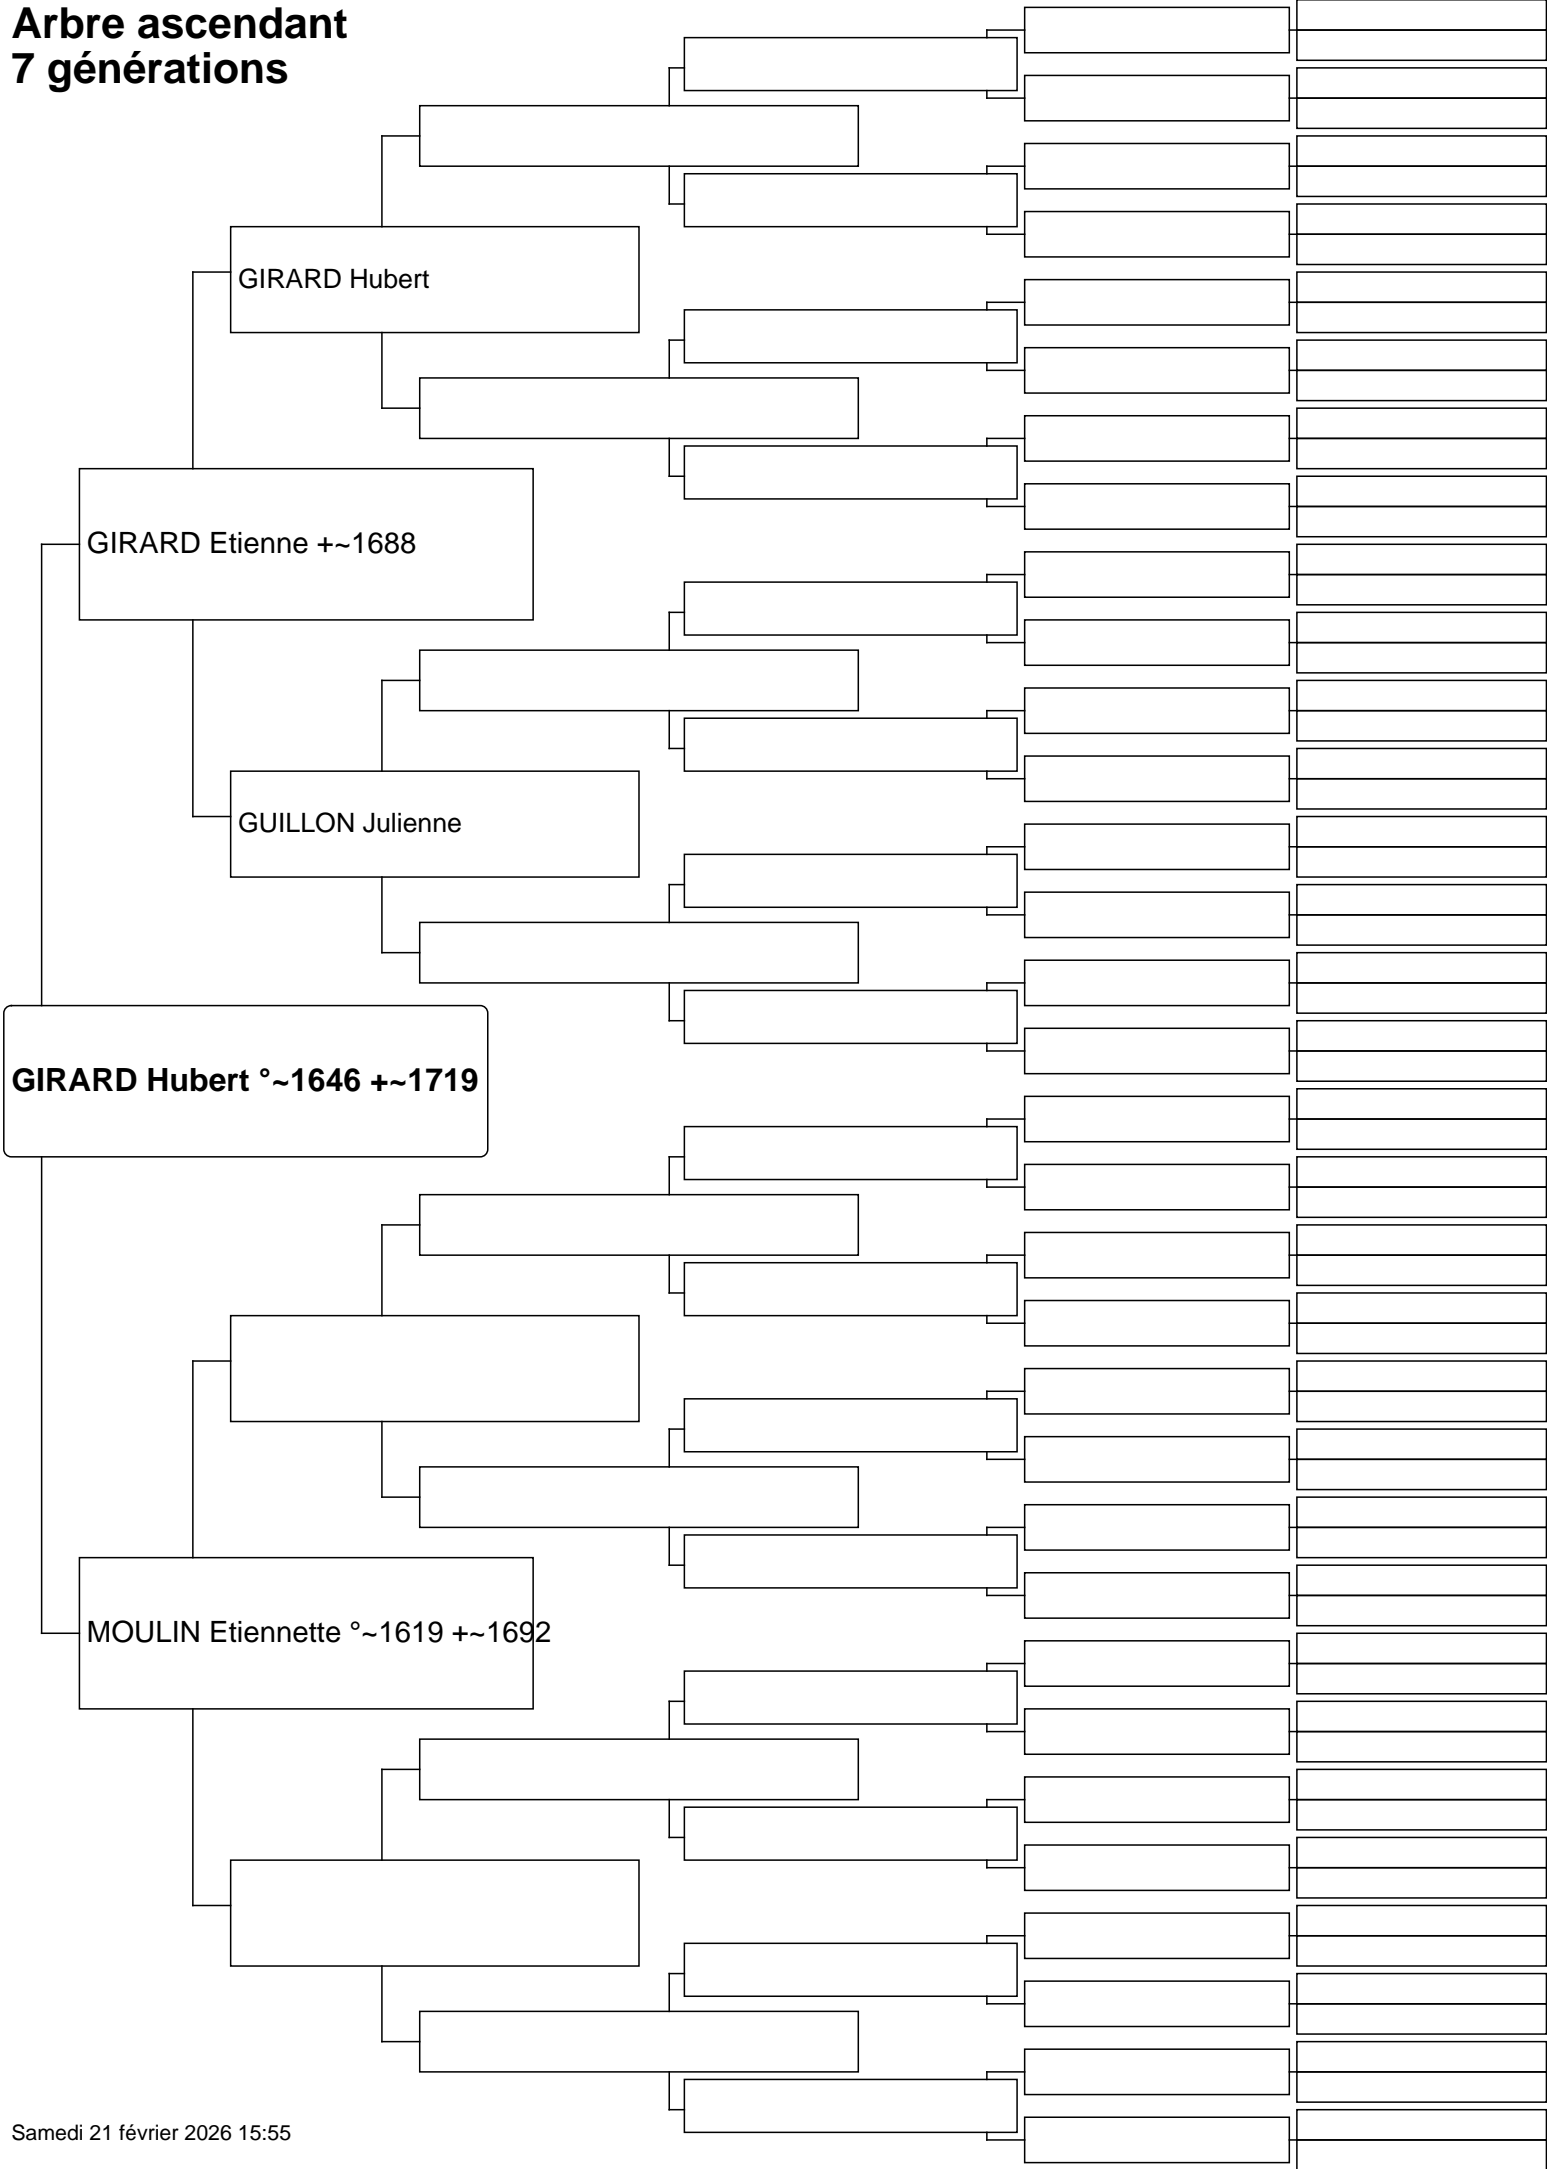 Arbre ascendant
7 générations
GIRARD Hubert
GIRARD Etienne +~1688
GUILLON Julienne
GIRARD Hubert °~1646 +~1719
MOULIN Etiennette °~1619 +~1692
Samedi 21 février 2026 15:55